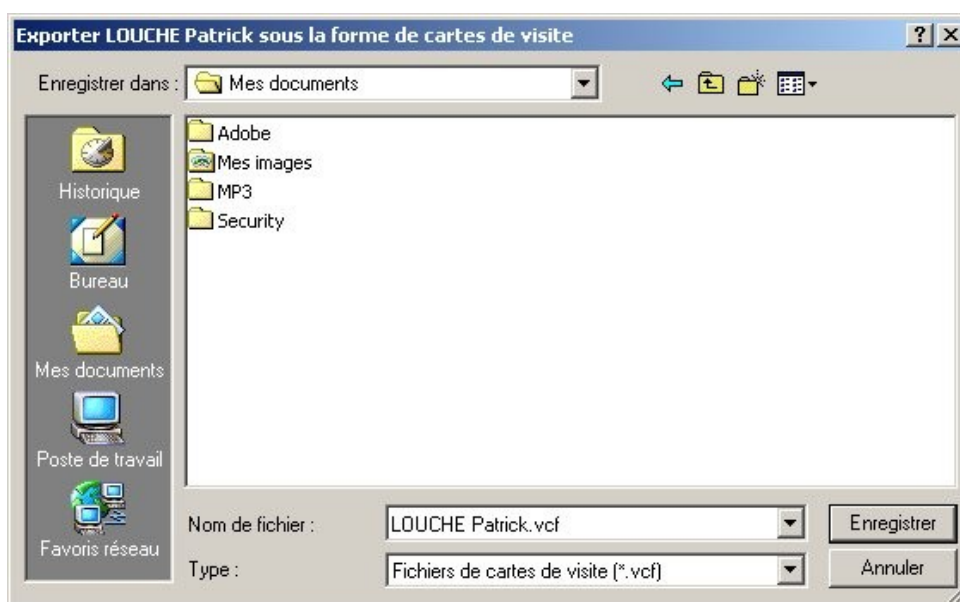 Exporter LOUCHE Patrick sous la forme de cartes de visite
Enregistrer dans : Mes documents
Adobe
Mes images
MP3
Security
Historique
Bureau
Mes documents
Poste de travail
Favoris réseau
Nom de fichier : LOUCHE Patrick.vcf Enregistrer
Type : Fichiers de cartes de visite (*.vcf) Annuler